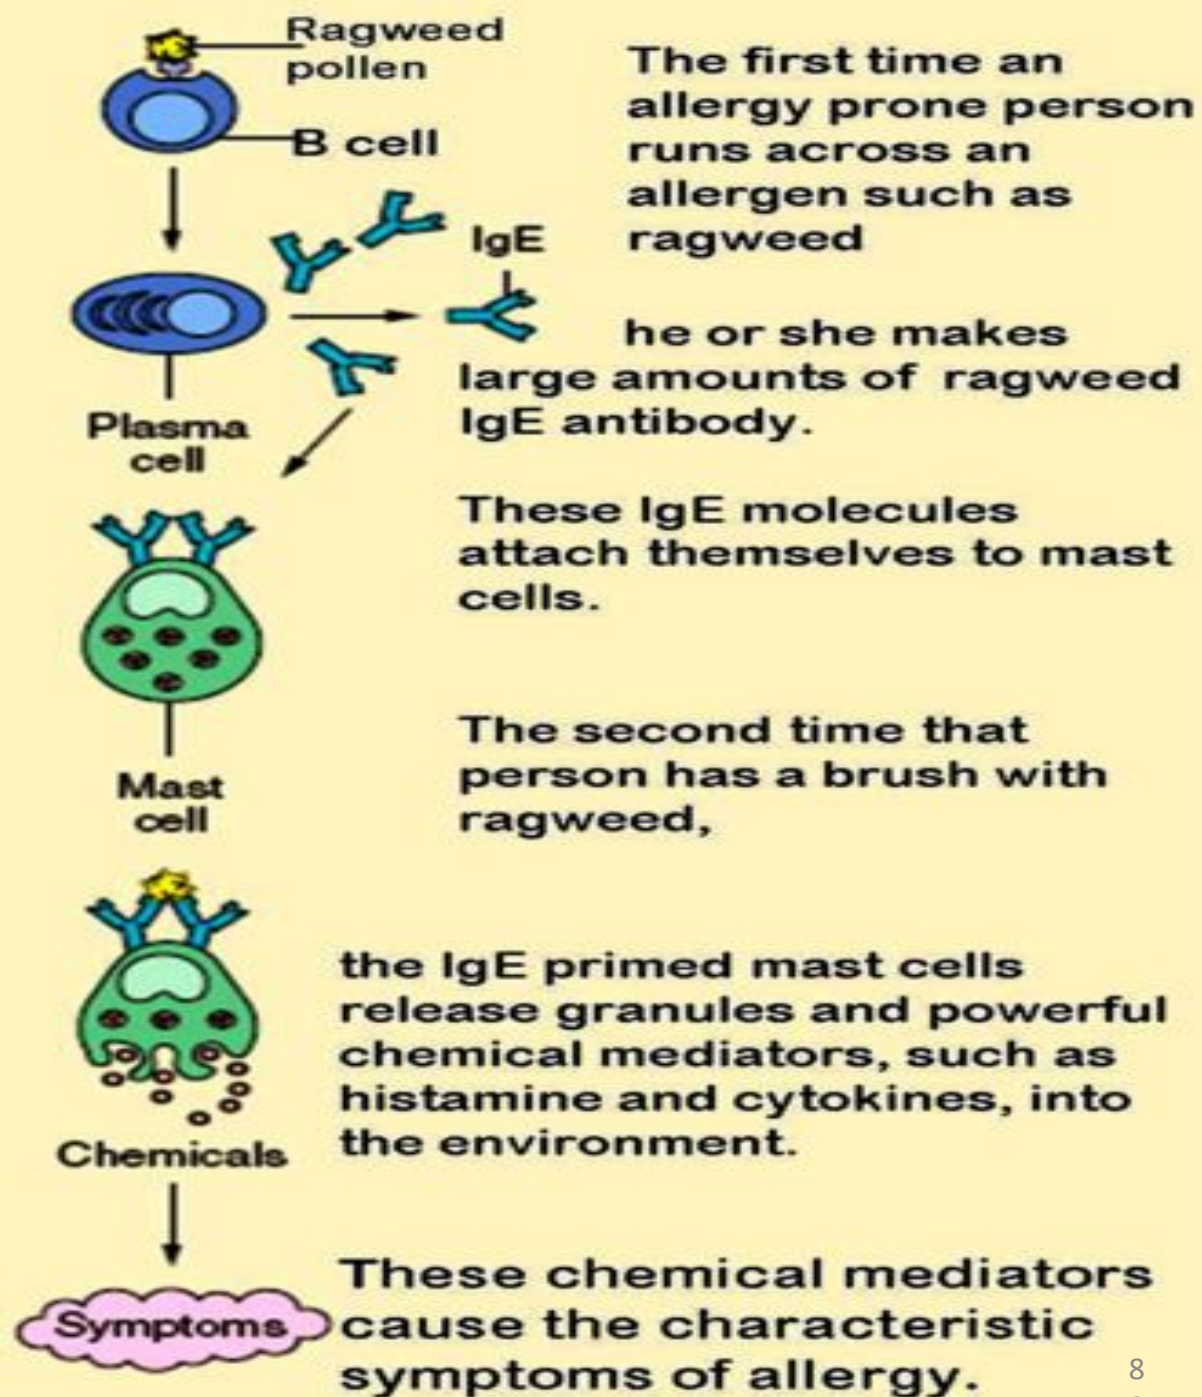 Ragweed
pollen
B cell
The first time an
allergy prone person
runs across an
allergen such as
ragweed
IgE
he or she makes
large amounts of ragweed
IgE antibody.
Plasma
cell
These IgE molecules
attach themselves to mast
cells.
Mast
cell
The second time that
person has a brush with
ragweed,
the IgE primed mast cells
release granules and powerful
chemical mediators, such as
histamine and cytokines, into
the environment.
Chemicals
Symptoms
These chemical mediators
cause the characteristic
symptoms of allergy.
8